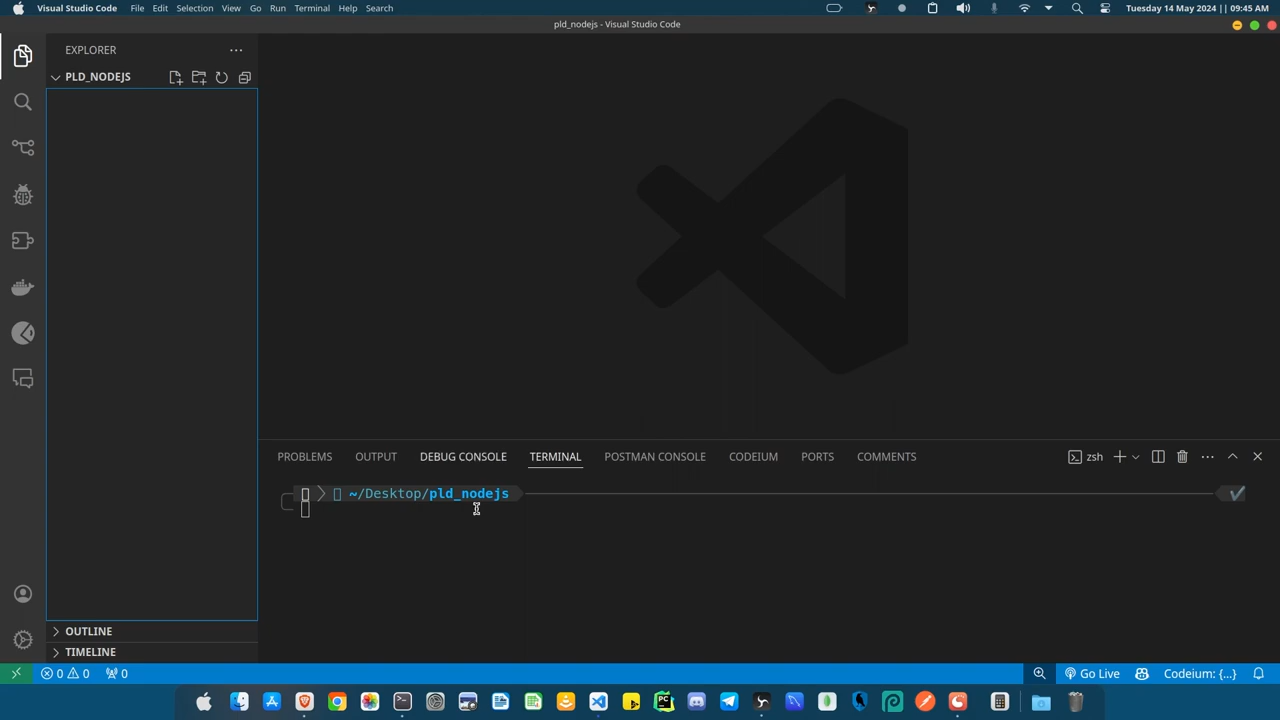 Visual Studio Code File Edit Selection View Go Run Terminal Help Search Tuesday 14 May 2024 || 09:45 AM
pld_nodejs - Visual Studio Code
EXPLORER
PLD_NODEJS
PROBLEMS OUTPUT DEBUG CONSOLE TERMINAL POSTMAN CONSOLE CODEIUM PORTS COMMENTS zsh
~/Desktop/pld_nodejs
OUTLINE
TIMELINE
0 0 0 Go Live Codeium: {...}